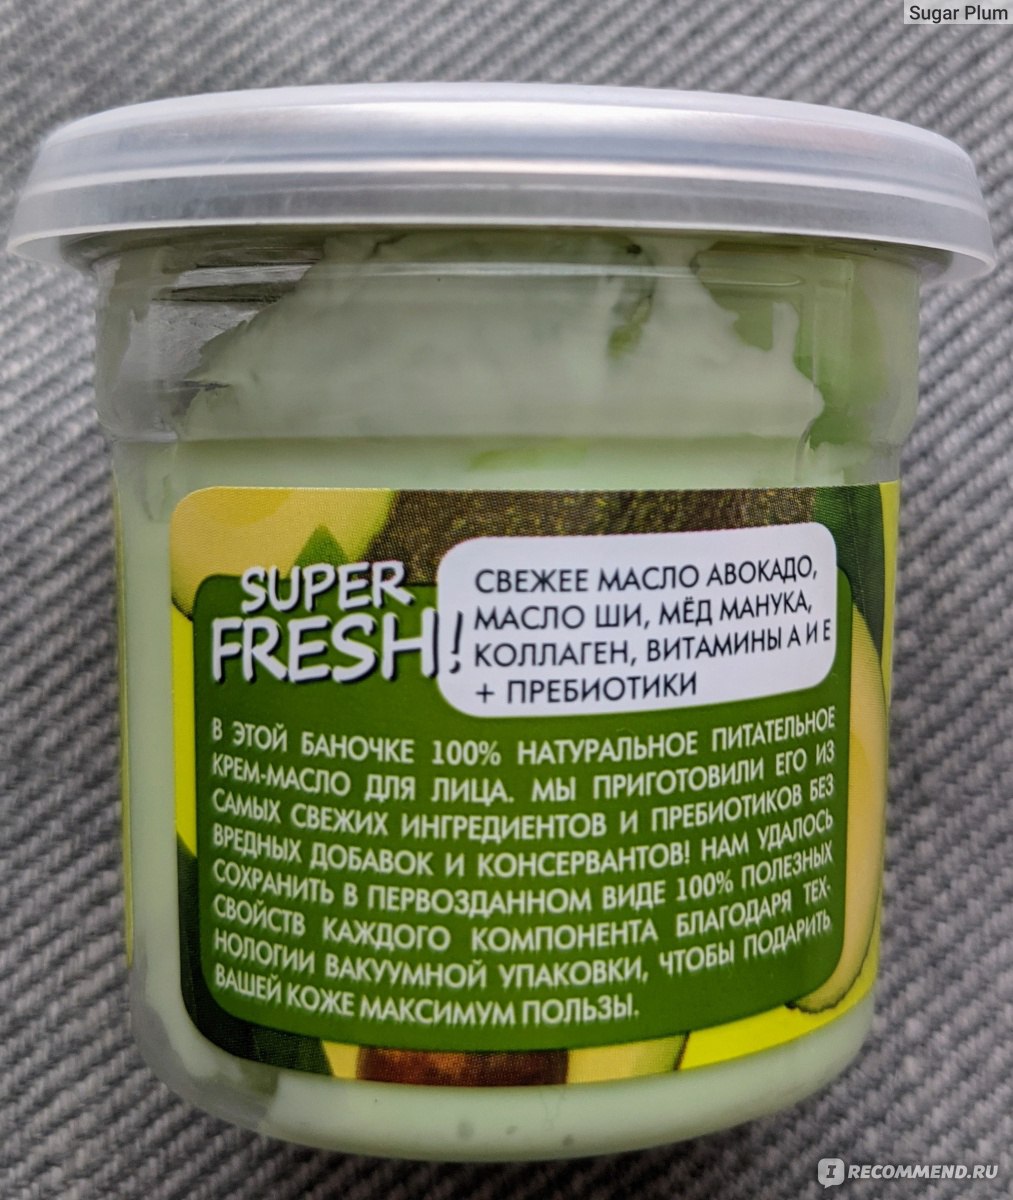 Sugar Plum
SUPER
FRESH!
СВЕЖЕЕ МАСЛО АВОКАДО,
МАСЛО ШИ, МЁД МАНУКА,
КОЛЛАГЕН, ВИТАМИНЫ А И Е
+ ПРЕБИОТИКИ
В ЭТОЙ БАНОЧКЕ 100% НАТУРАЛЬНОЕ ПИТАТЕЛЬНОЕ
КРЕМ-МАСЛО ДЛЯ ЛИЦА. МЫ ПРИГОТОВИЛИ ЕГО ИЗ
САМЫХ СВЕЖИХ ИНГРЕДИЕНТОВ И ПРЕБИОТИКОВ БЕЗ
ВРЕДНЫХ ДОБАВОК И КОНСЕРВАНТОВ! НАМ УДАЛОСЬ
СОХРАНИТЬ В ПЕРВОЗДАННОМ ВИДЕ 100% ПОЛЕЗНЫХ
СВОЙСТВ КАЖДОГО КОМПОНЕНТА БЛАГОДАРЯ ТЕХ-
НОЛОГИИ ВАКУУМНОЙ УПАКОВКИ, ЧТОБЫ ПОДАРИТЬ
ВАШЕЙ КОЖЕ МАКСИМУМ ПОЛЬЗЫ.
IRECOMMEND.RU